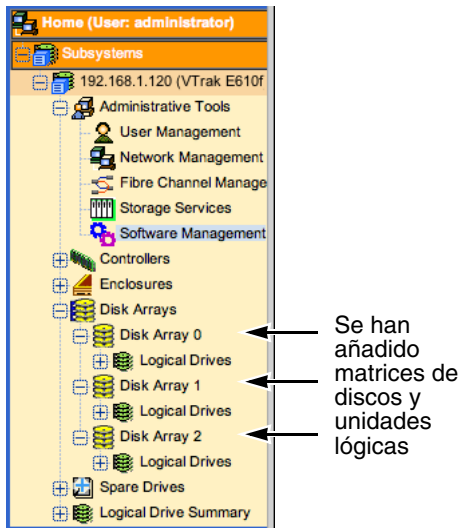 Home (User: administrator)
Subsystems
192.168.1.120 (VTrak E610f
Administrative Tools
User Management
Network Management
Fibre Channel Manage
Storage Services
Software Management
Controllers
Enclosures
Disk Arrays
Disk Array 0
Logical Drives
Disk Array 1
Logical Drives
Disk Array 2
Logical Drives
Spare Drives
Logical Drive Summary
Se han
añadido
matrices de
discos y
unidades
lógicas